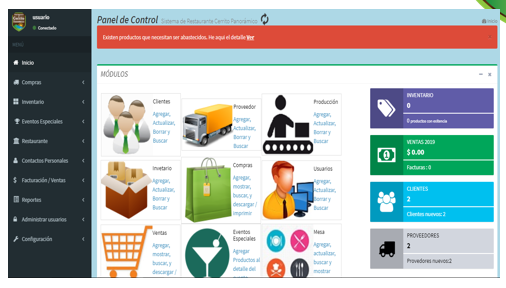 usuario
Conectado
Panel de Control Sistema de Restaurante Cerrito Panorámico
Inicio
Existen productos que necesitan ser abastecidos. He aqui el detalle Ver
MENÚ
Inicio
Compras
Inventario
Eventos Especiales
Restaurante
Contactos Personales
Facturación / Ventas
Reportes
Administrar usuarios
Configuración
MÓDULOS
Clientes
Agregar,
Actualizar,
Borrar y
Buscar
Proveedor
Agregar,
Actualizar,
Borrar y
Buscar
Producción
Agregar,
Actualizar,
Borrar y
Buscar
Invetario
Agregar,
Actualizar,
Borrar y
Buscar
Compras
Agregar,
mostrar,
buscar, y
descargar /
imprimir
Usuarios
Agregar,
Actualizar,
Borrar y
Buscar
Ventas
Agregar,
mostrar,
buscar, y
descargar /
Eventos
Especiales
Agregar
Productos al
detalle del
Mesa
Agregar,
actualizar,
buscar y
mostrar
INVENTARIO
0
0 productos con existencia
VENTAS 2019
$ 0.00
Facturas : 0
CLIENTES
2
Clientes nuevos: 2
PROVEEDORES
2
Provedores nuevos:2